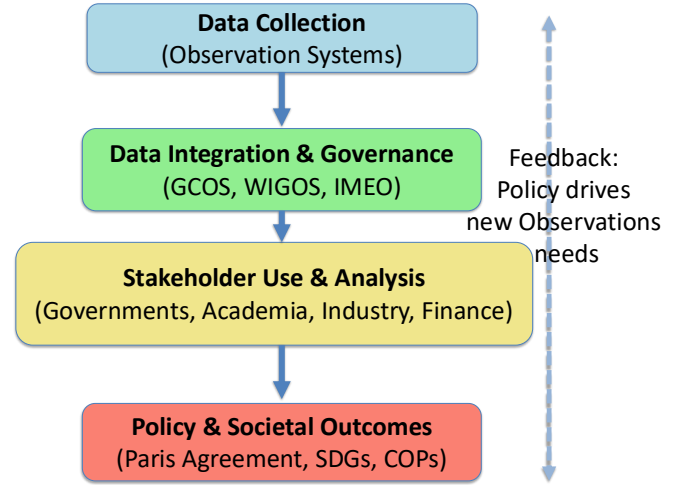 Data Collection
(Observation Systems)
Data Integration & Governance
(GCOS, WIGOS, IMEO)
Feedback:
Policy drives
new Observations
needs
Stakeholder Use & Analysis
(Governments, Academia, Industry, Finance)
Policy & Societal Outcomes
(Paris Agreement, SDGs, COPs)